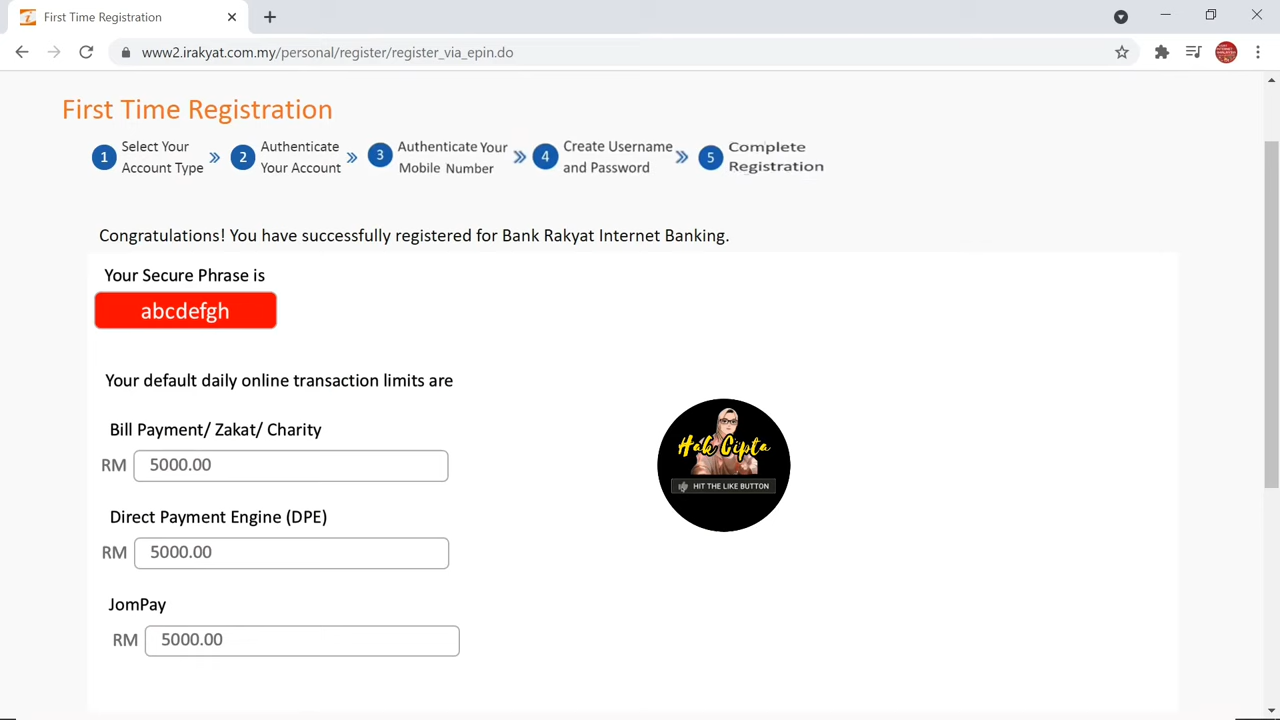 First Time Registration
www2.irakyat.com.my/personal/register/register_via_epin.do
First Time Registration
1 Select Your Account Type
2 Authenticate Your Account
3 Authenticate Your Mobile Number
4 Create Username and Password
5 Complete Registration
Congratulations! You have successfully registered for Bank Rakyat Internet Banking.
Your Secure Phrase is
abcdefgh
Your default daily online transaction limits are
Bill Payment/ Zakat/ Charity
RM 5000.00
Direct Payment Engine (DPE)
RM 5000.00
JomPay
RM 5000.00
Hak Cipta
HIT THE LIKE BUTTON